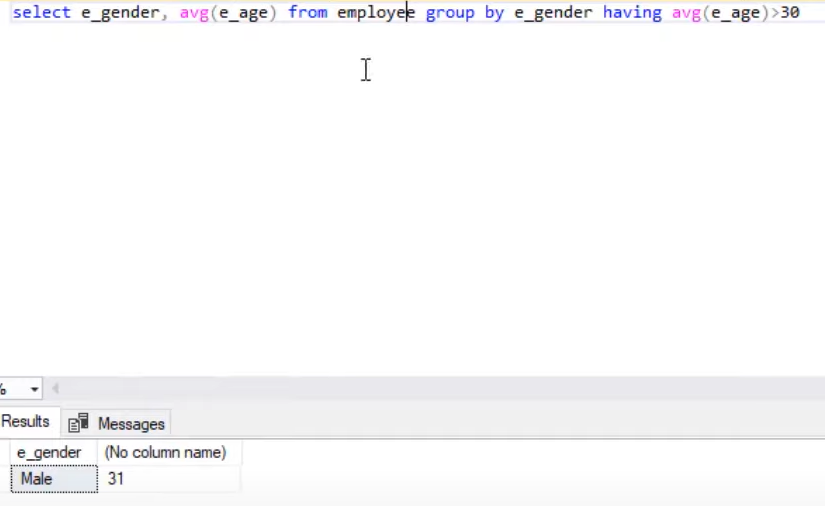 select e_gender, avg(e_age) from employee group by e_gender having avg(e_age)>30
%
Results Messages
e_gender (No column name)
Male 31